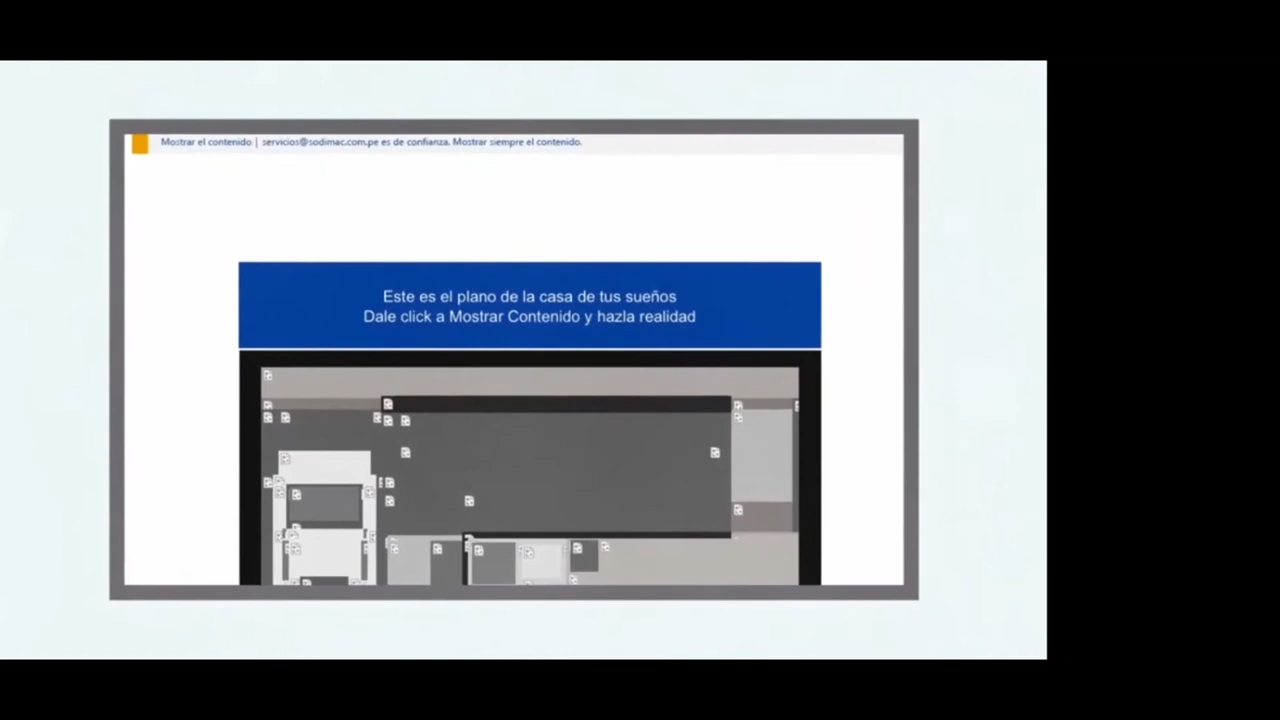 Mostrar el contenido | servicios@sodimac.com.pe es de confianza. Mostrar siempre el contenido.
Este es el plano de la casa de tus sueños
Dale click a Mostrar Contenido y hazla realidad